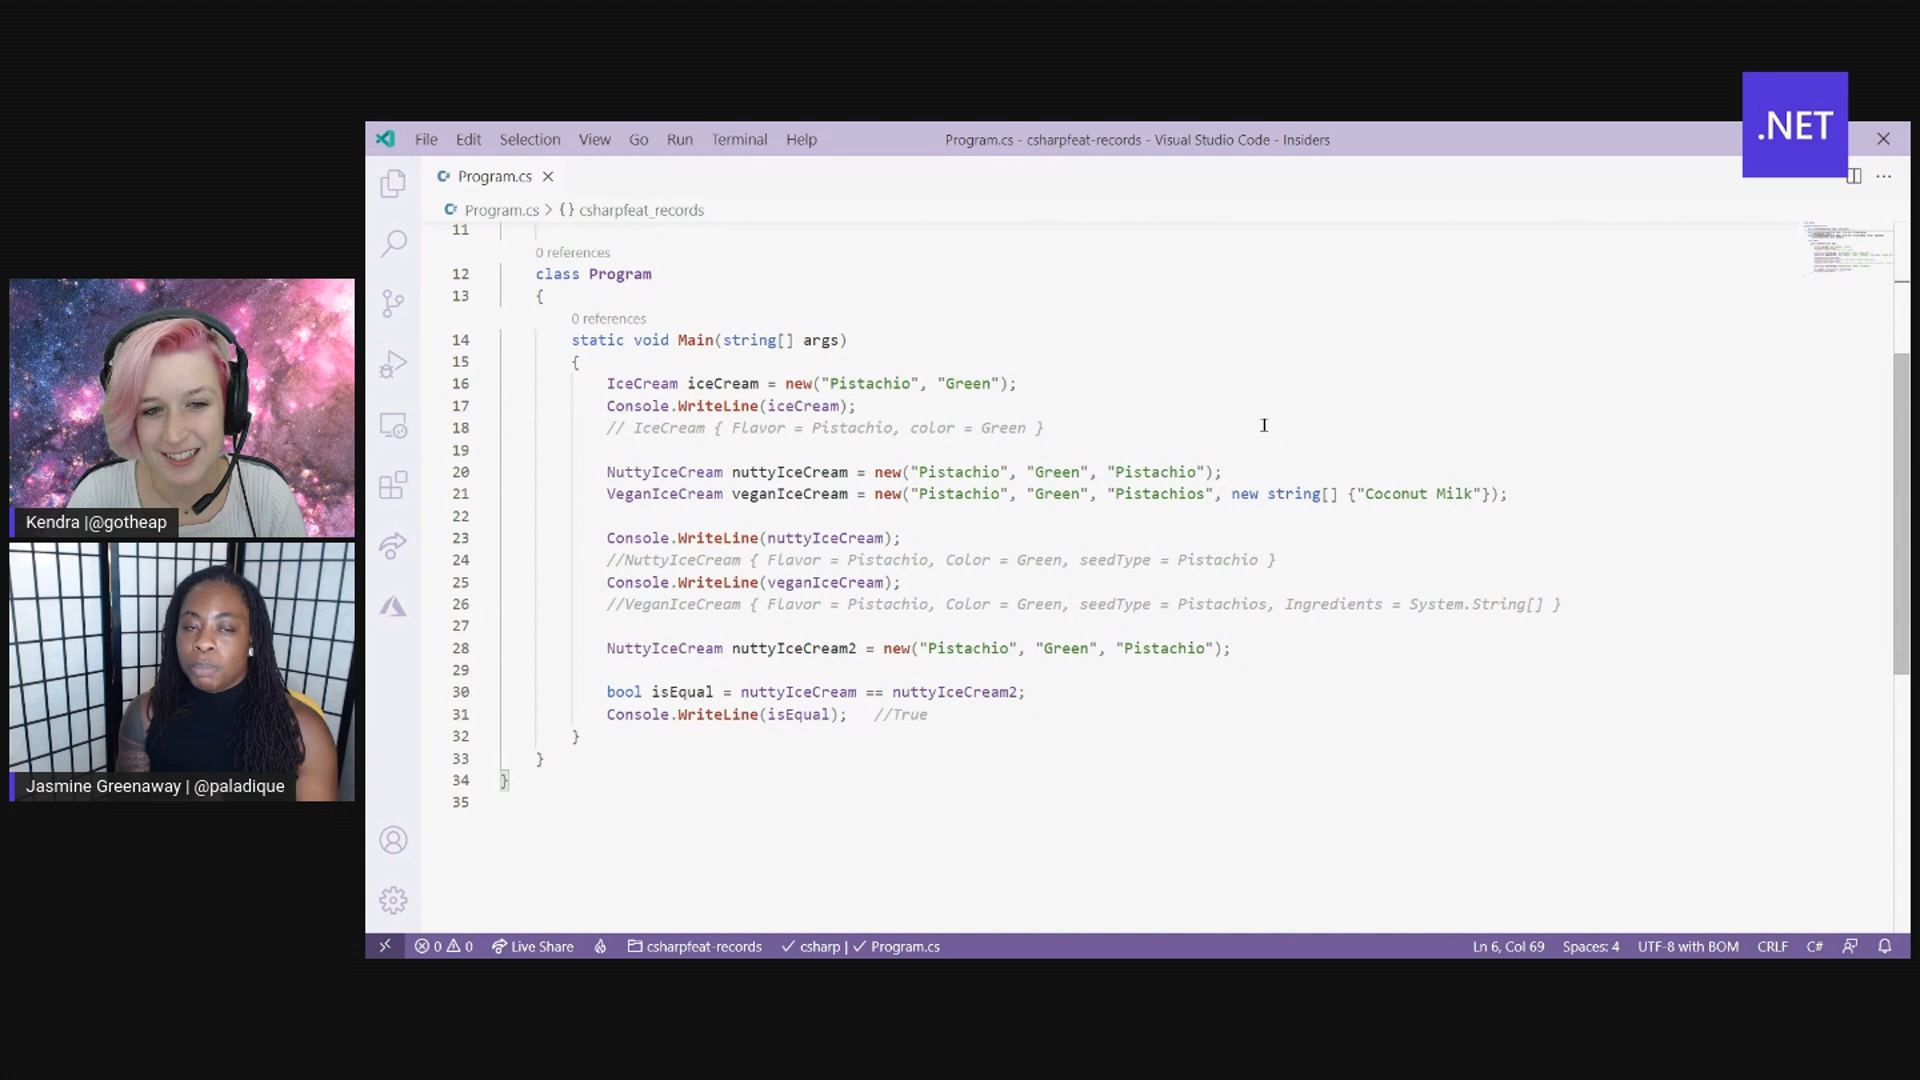 .NET
File Edit Selection View Go Run Terminal Help Program.cs - csharpfeat-records - Visual Studio Code - Insiders
Program.cs
Program.cs > {} csharpfeat_records
11
0 references
12 class Program
13 {
0 references
14 static void Main(string[] args)
15 {
16 IceCream iceCream = new("Pistachio", "Green");
17 Console.WriteLine(iceCream);
18 // IceCream { Flavor = Pistachio, color = Green }
19
20 NuttyIceCream nuttyIceCream = new("Pistachio", "Green", "Pistachio");
21 VeganIceCream veganIceCream = new("Pistachio", "Green", "Pistachios", new string[] {"Coconut Milk"});
22
23 Console.WriteLine(nuttyIceCream);
24 //NuttyIceCream { Flavor = Pistachio, Color = Green, seedType = Pistachio }
25 Console.WriteLine(veganIceCream);
26 //VeganIceCream { Flavor = Pistachio, Color = Green, seedType = Pistachios, Ingredients = System.String[] }
27
28 NuttyIceCream nuttyIceCream2 = new("Pistachio", "Green", "Pistachio");
29
30 bool isEqual = nuttyIceCream == nuttyIceCream2;
31 Console.WriteLine(isEqual); //True
32 }
33 }
34 }
35
Kendra |@gotheap
Jasmine Greenaway | @paladique
0 0 Live Share csharpfeat-records csharp | Program.cs Ln 6, Col 69 Spaces: 4 UTF-8 with BOM CRLF C#